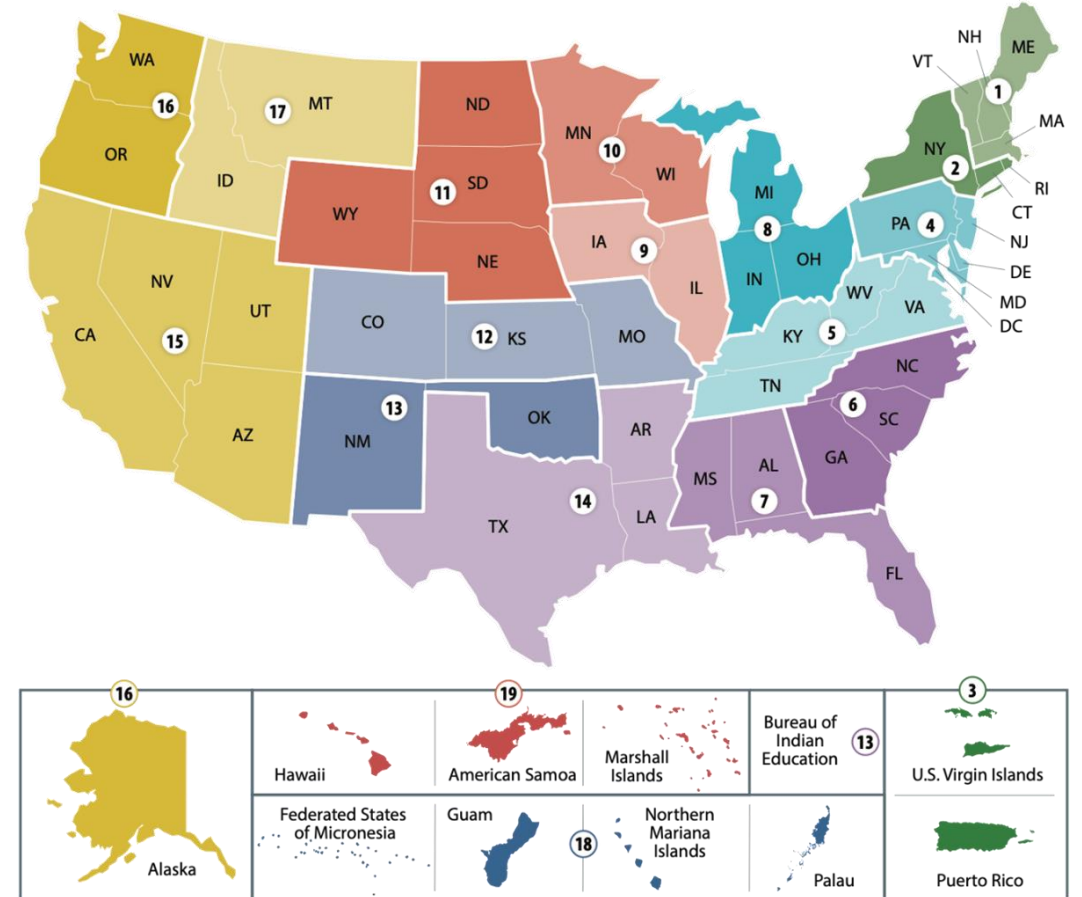 NH
ME
VT
WA
1
16
17
MT
ND
MA
OR
MN
10
NY
2
ID
11
SD
WI
MI
RI
WY
CT
8
PA
4
NJ
IA
9
NE
OH
DE
NV
UT
IN
IL
WV
MD
VA
DC
CO
CA
15
12
KS
MO
KY
5
NC
TN
13
6
OK
SC
AZ
NM
AR
GA
AL
MS
7
14
TX
LA
FL
16
19
3
Hawaii
American Samoa
Marshall
Islands
Bureau of
Indian
Education
13
U.S. Virgin Islands
Federated States
of Micronesia
Guam
18
Northern
Mariana
Islands
Alaska
Palau
Puerto Rico